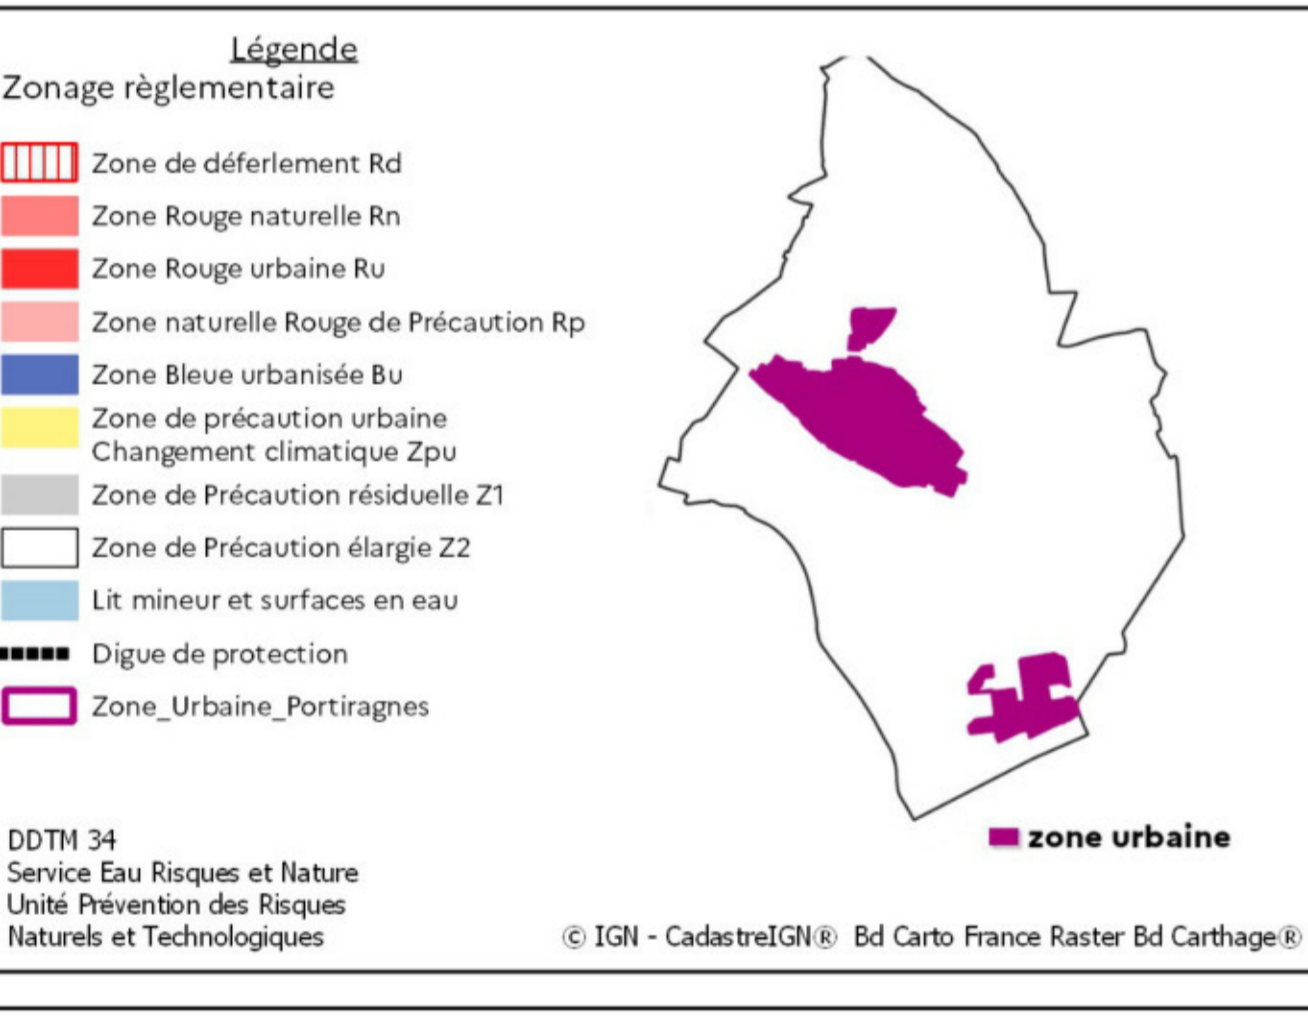 Légende
Zonage règlementaire
Zone de déferlement Rd
Zone Rouge naturelle Rn
Zone Rouge urbaine Ru
Zone naturelle Rouge de Précaution Rp
Zone Bleue urbanisée Bu
Zone de précaution urbaine
Changement climatique Zpu
Zone de Précaution résiduelle Z1
Zone de Précaution élargie Z2
Lit mineur et surfaces en eau
Digue de protection
Zone_Urbaine_Portiragnes
zone urbaine
DDTM 34
Service Eau Risques et Nature
Unité Prévention des Risques
Naturels et Technologiques
© IGN - CadastreIGN® Bd Carto France Raster Bd Carthage®